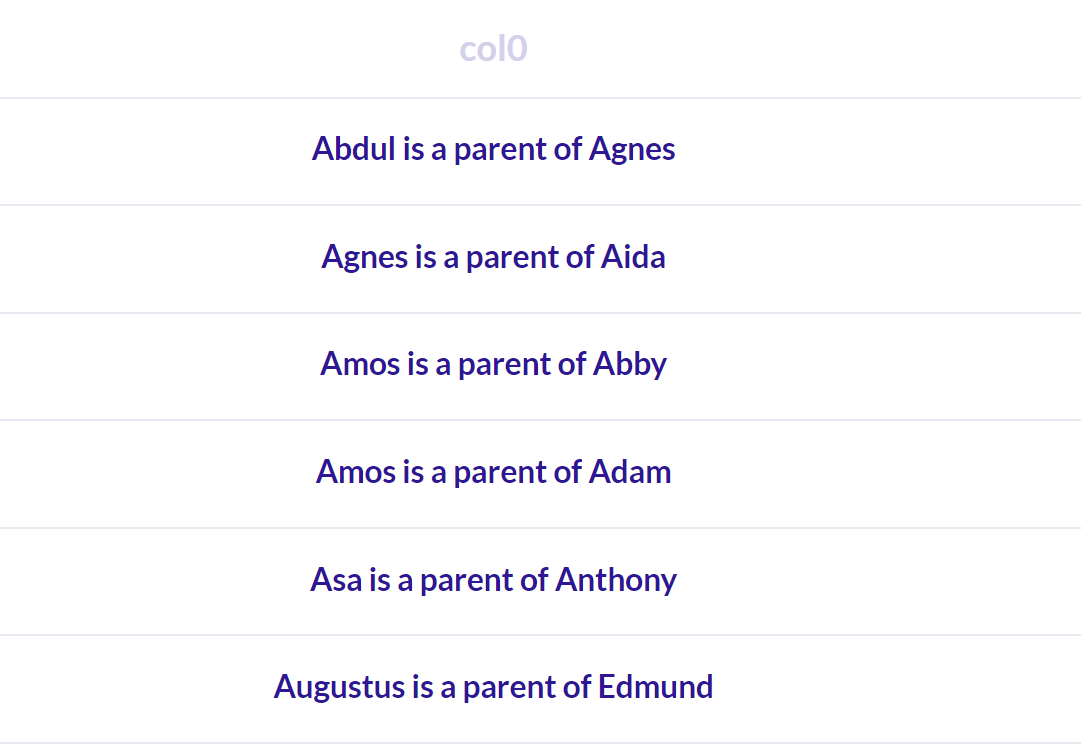 col0
Abdul is a parent of Agnes
Agnes is a parent of Aida
Amos is a parent of Abby
Amos is a parent of Adam
Asa is a parent of Anthony
Augustus is a parent of Edmund